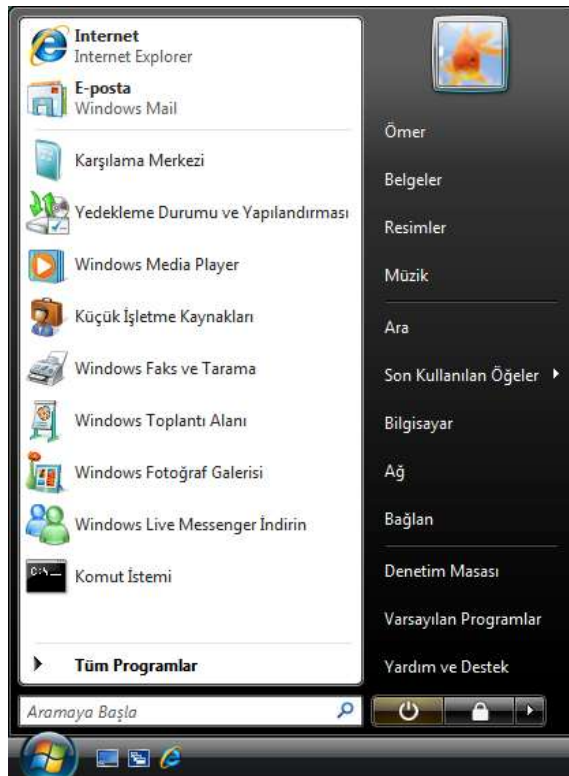 Internet
Internet Explorer
E-posta
Windows Mail
Karşılama Merkezi
Yedekleme Durumu ve Yapılandırması
Windows Media Player
Küçük İşletme Kaynakları
Windows Faks ve Tarama
Windows Toplantı Alanı
Windows Fotoğraf Galerisi
Windows Live Messenger İndirin
C:\_
Komut İstemi
Tüm Programlar
Aramaya Başla
Ömer
Belgeler
Resimler
Müzik
Ara
Son Kullanılan Öğeler
Bilgisayar
Ağ
Bağlan
Denetim Masası
Varsayılan Programlar
Yardım ve Destek